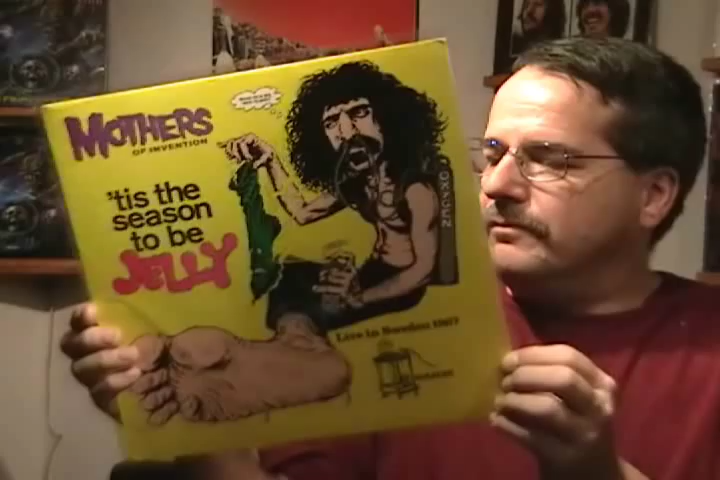 MOTHERS
OF INVENTION
'tis the
season
to be
JELLY
Live in Sweden 1967